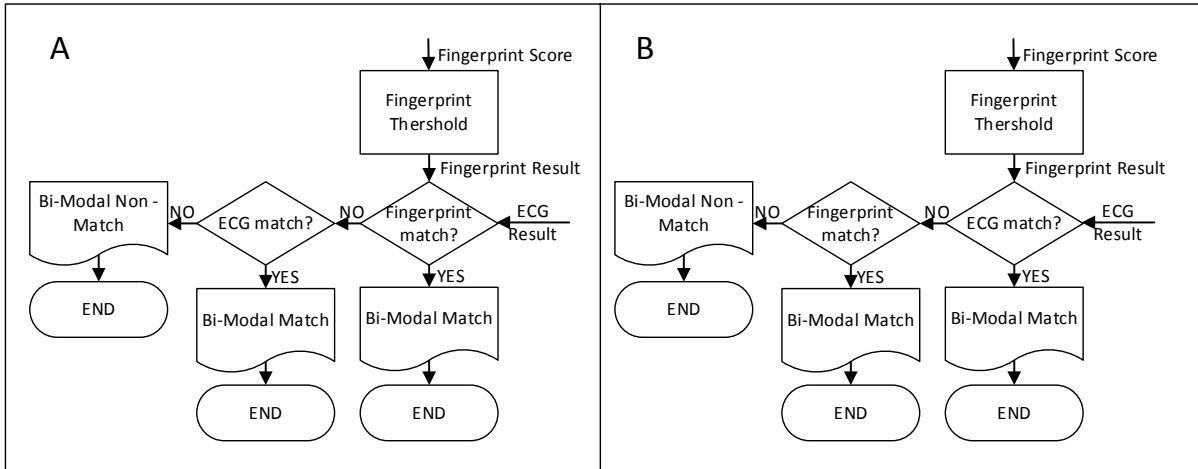 A
Fingerprint Score
Fingerprint
Thershold
Fingerprint Result
Bi-Modal Non -
Match
NO
ECG match?
NO
Fingerprint
match?
ECG
Result
YES
YES
END
Bi-Modal Match
Bi-Modal Match
END
END
B
Fingerprint Score
Fingerprint
Thershold
Fingerprint Result
Bi-Modal Non -
Match
NO
Fingerprint
match?
NO
ECG match?
ECG
Result
YES
YES
END
Bi-Modal Match
Bi-Modal Match
END
END